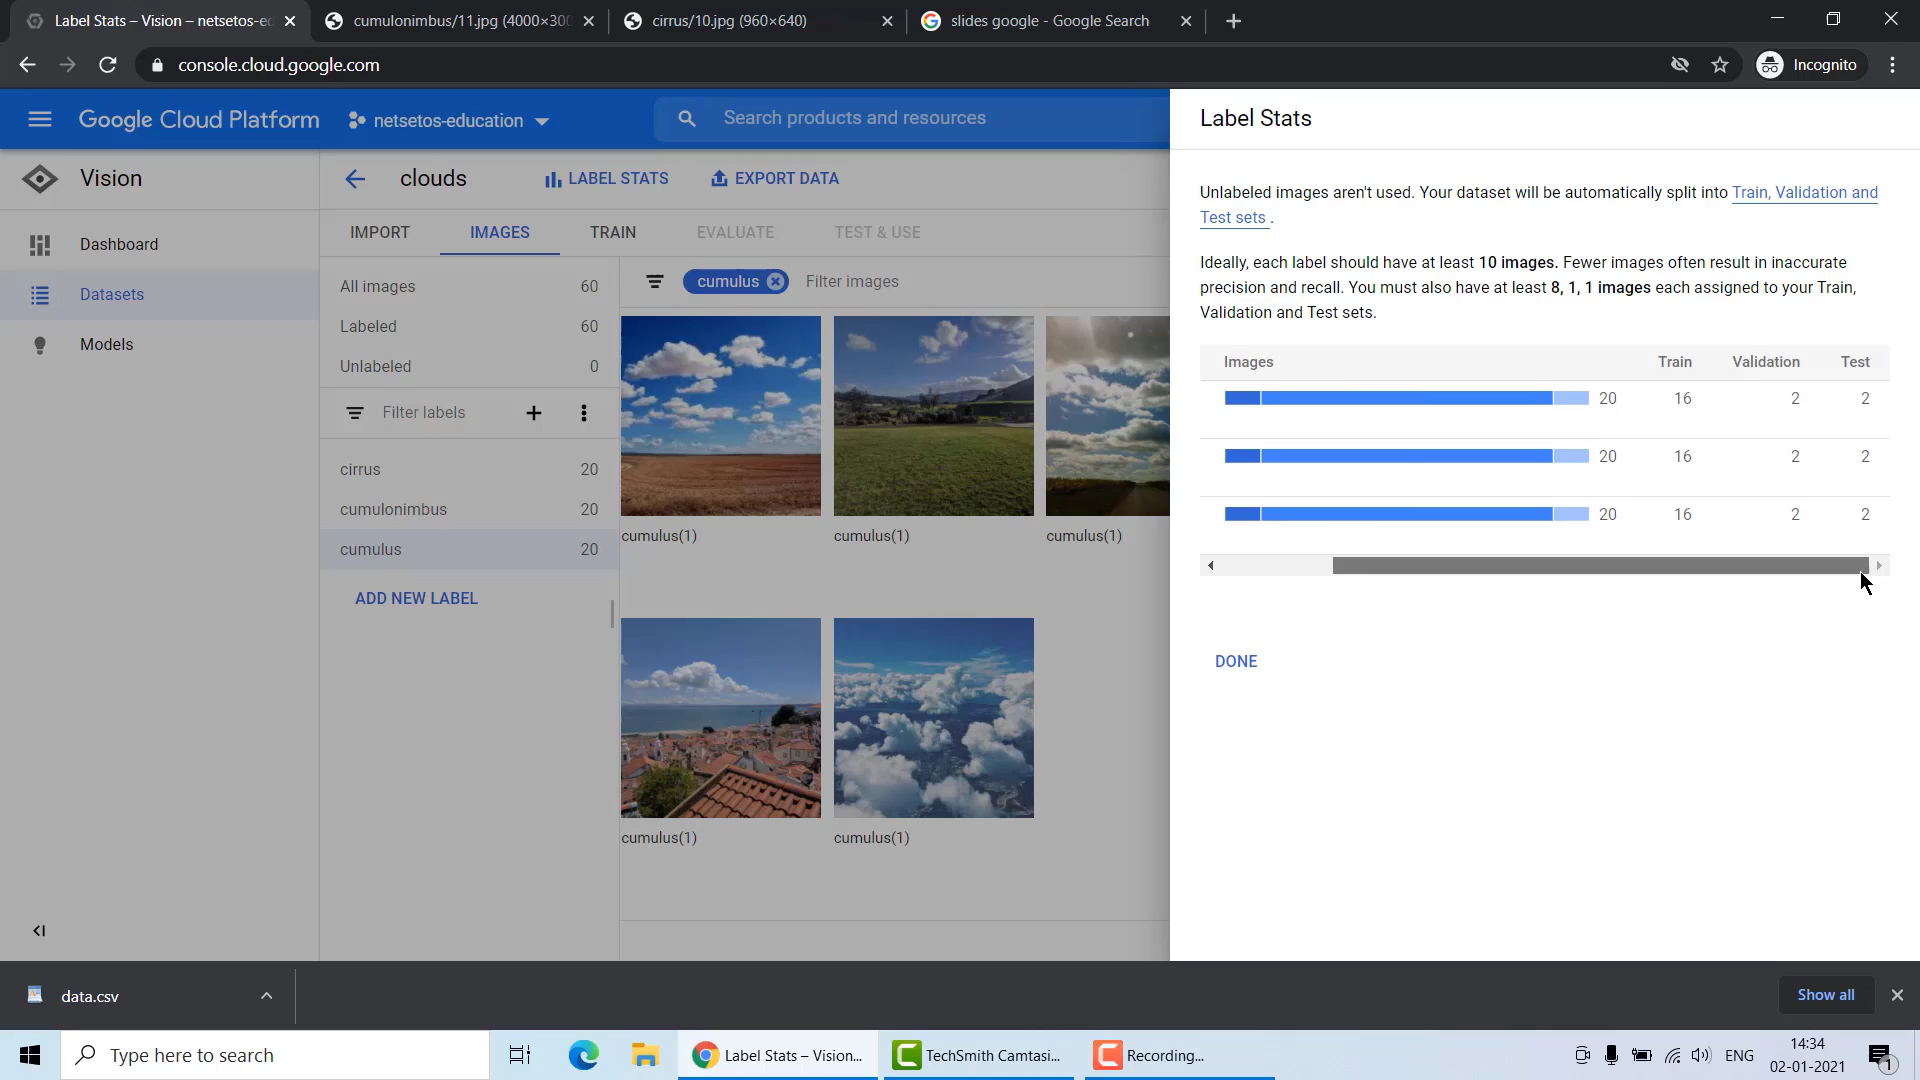 Label Stats – Vision – netsetos-ed
cumulonimbus/11.jpg (4000×300
cirrus/10.jpg (960×640)
slides google - Google Search
console.cloud.google.com
Incognito
Google Cloud Platform
netsetos-education
Search products and resources
Label Stats
Vision
clouds
LABEL STATS
EXPORT DATA
Unlabeled images aren't used. Your dataset will be automatically split into Train, Validation and
Test sets .
Dashboard
IMPORT
IMAGES
TRAIN
EVALUATE
TEST & USE
Datasets
All images 60
cumulus
Filter images
Ideally, each label should have at least 10 images. Fewer images often result in inaccurate
precision and recall. You must also have at least 8, 1, 1 images each assigned to your Train,
Validation and Test sets.
Models
Labeled 60
Unlabeled 0
Images Train Validation Test
20 16 2 2
20 16 2 2
20 16 2 2
Filter labels
cirrus 20
cumulonimbus 20
cumulus 20
ADD NEW LABEL
cumulus(1)
cumulus(1)
cumulus(1)
DONE
cumulus(1)
cumulus(1)
data.csv
Show all
Type here to search
Label Stats – Vision...
TechSmith Camtasi...
Recording...
ENG
14:34
02-01-2021
1